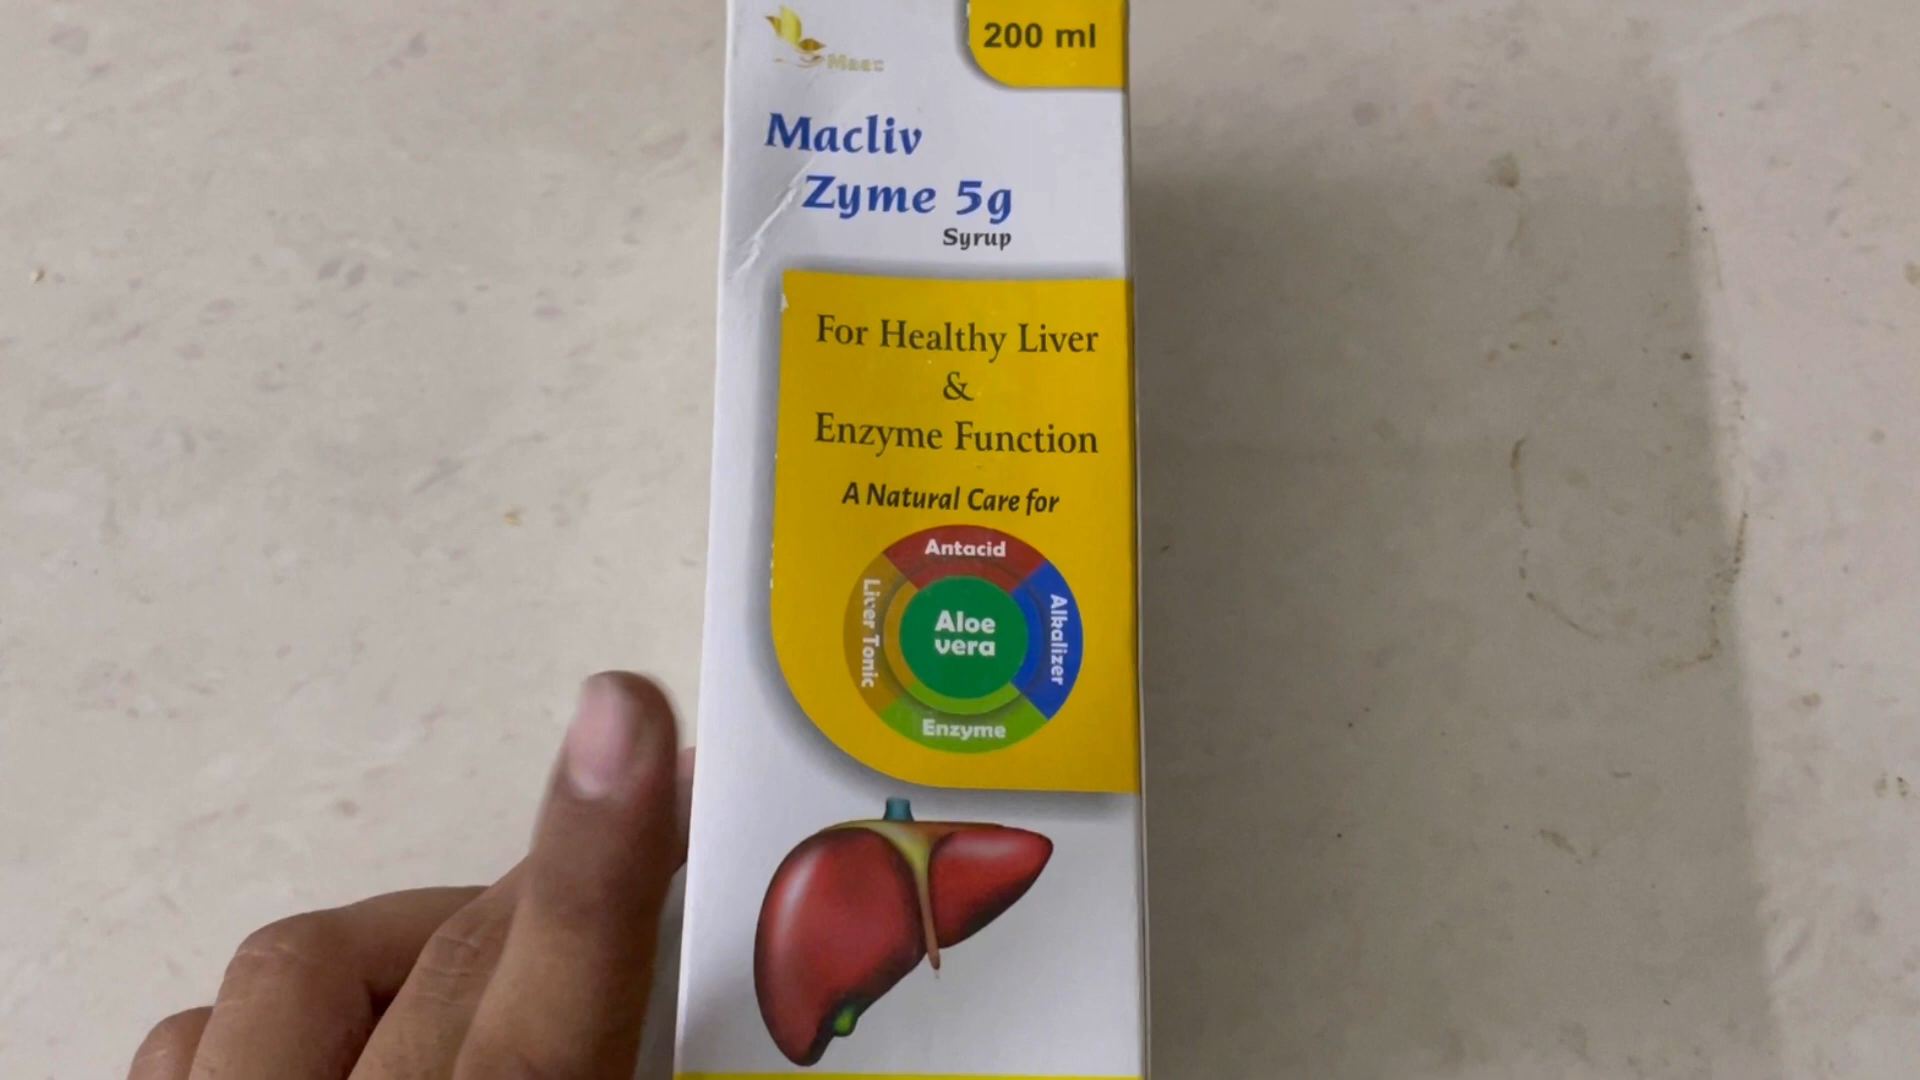 200 ml
Macliv
Zyme 5g
Syrup
For Healthy Liver
&
Enzyme Function
A Natural Care for
Antacid
Liver Tonic
Aloe
vera
Alkalizer
Enzyme